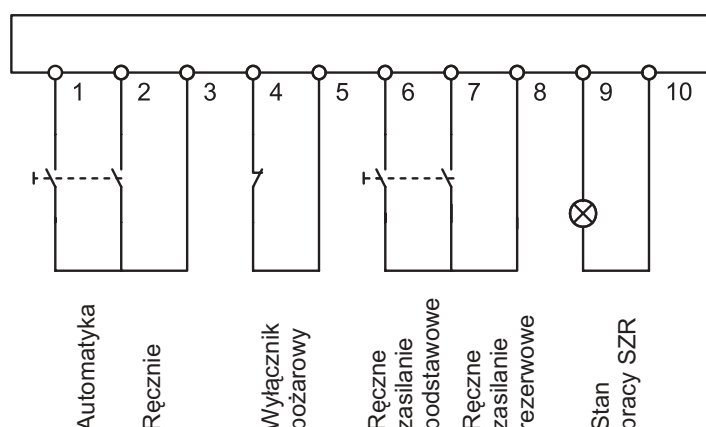 1 2 3 4 5 6 7 8 9 10
Automatyka
Ręcznie
Wyłącznik
pożarowy
Ręczne
zasilanie
podstawowe
Ręczne
zasilanie
rezerwowe
Stan
pracy SZR